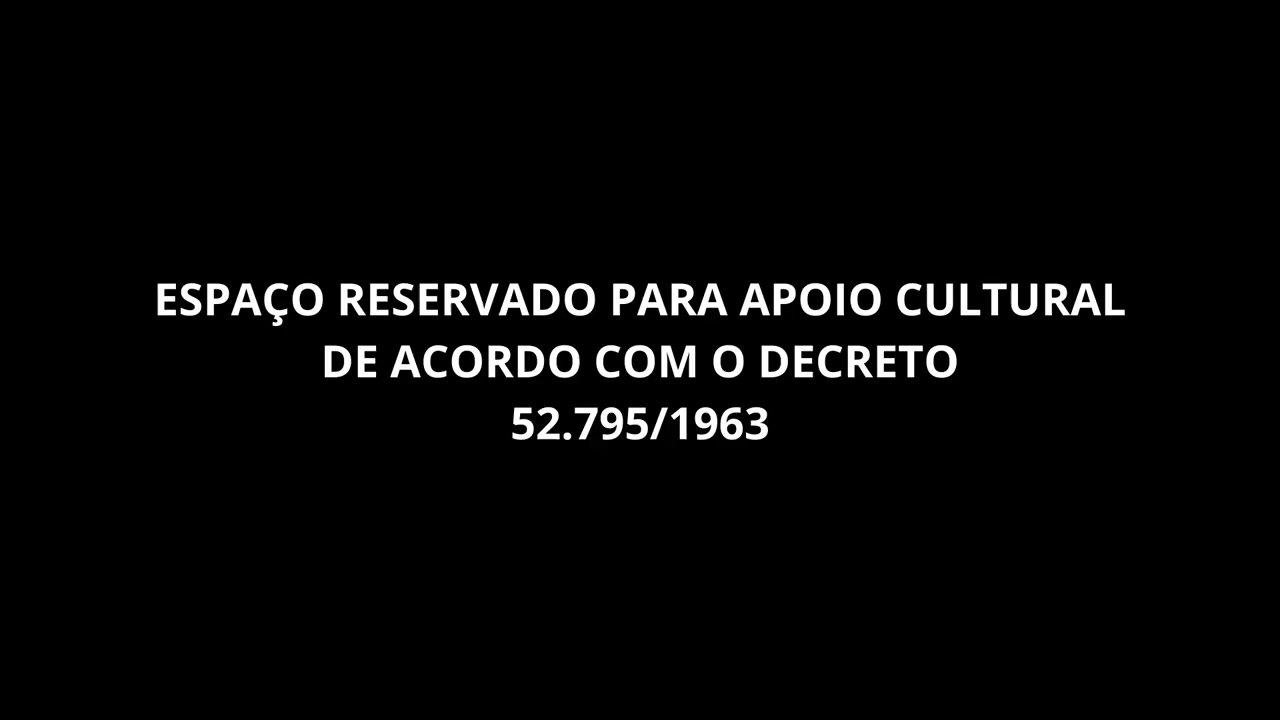 ESPAÇO RESERVADO PARA APOIO CULTURAL
DE ACORDO COM O DECRETO
52.795/1963